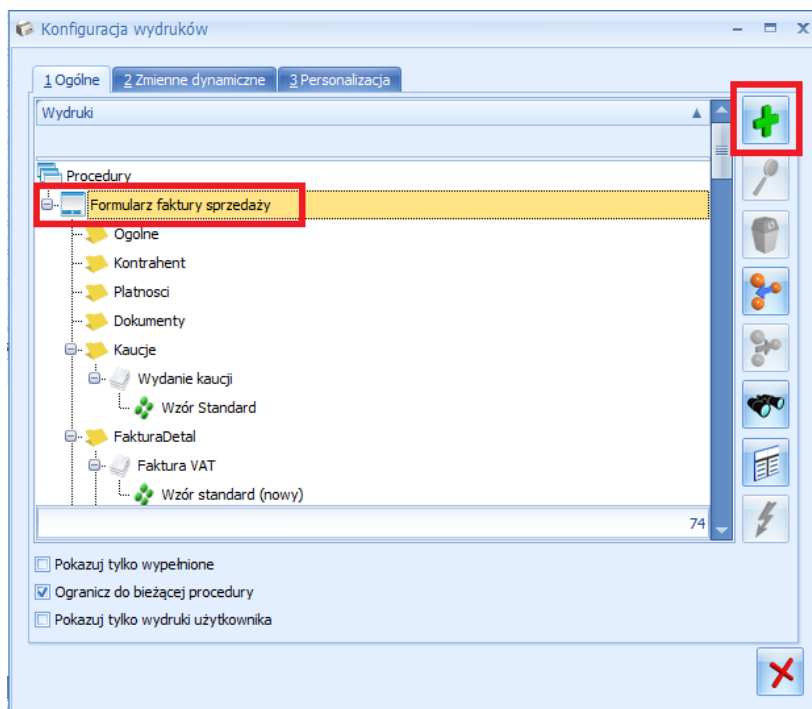 Konfiguracja wydruków
1 Ogólne 2 Zmienne dynamiczne 3 Personalizacja
Wydruki
Procedury
Formularz faktury sprzedaży
Ogolne
Kontrahent
Platnosci
Dokumenty
Kaucje
Wydanie kaucji
Wzór Standard
FakturaDetal
Faktura VAT
Wzór standard (nowy)
74
Pokazuj tylko wypełnione
Ogranicz do bieżącej procedury
Pokazuj tylko wydruki użytkownika